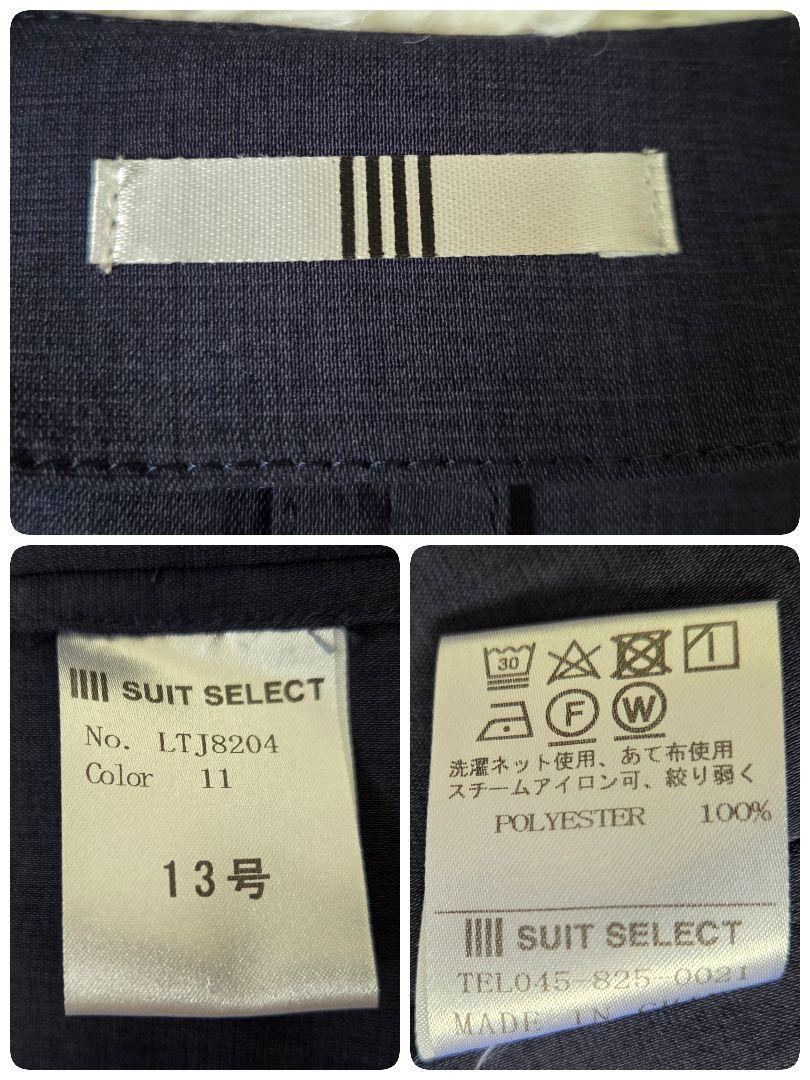 SUIT SELECT
No. LTJ8204
Color 11
13号
30
F W
洗濯ネット使用、あて布使用
スチームアイロン可、絞り弱く
POLYESTER 100%
SUIT SELECT
TEL045-825-0021
MADE IN